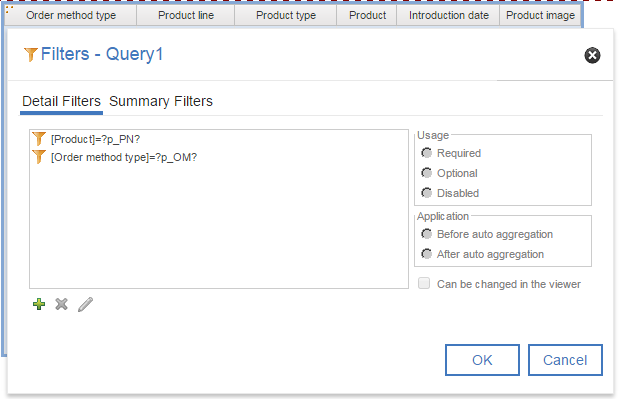 Order method type Product line Product type Product Introduction date Product image
Filters - Query1
Detail Filters Summary Filters
[Product]=?p_PN?
[Order method type]=?p_OM?
Usage
Required
Optional
Disabled
Application
Before auto aggregation
After auto aggregation
Can be changed in the viewer
OK Cancel